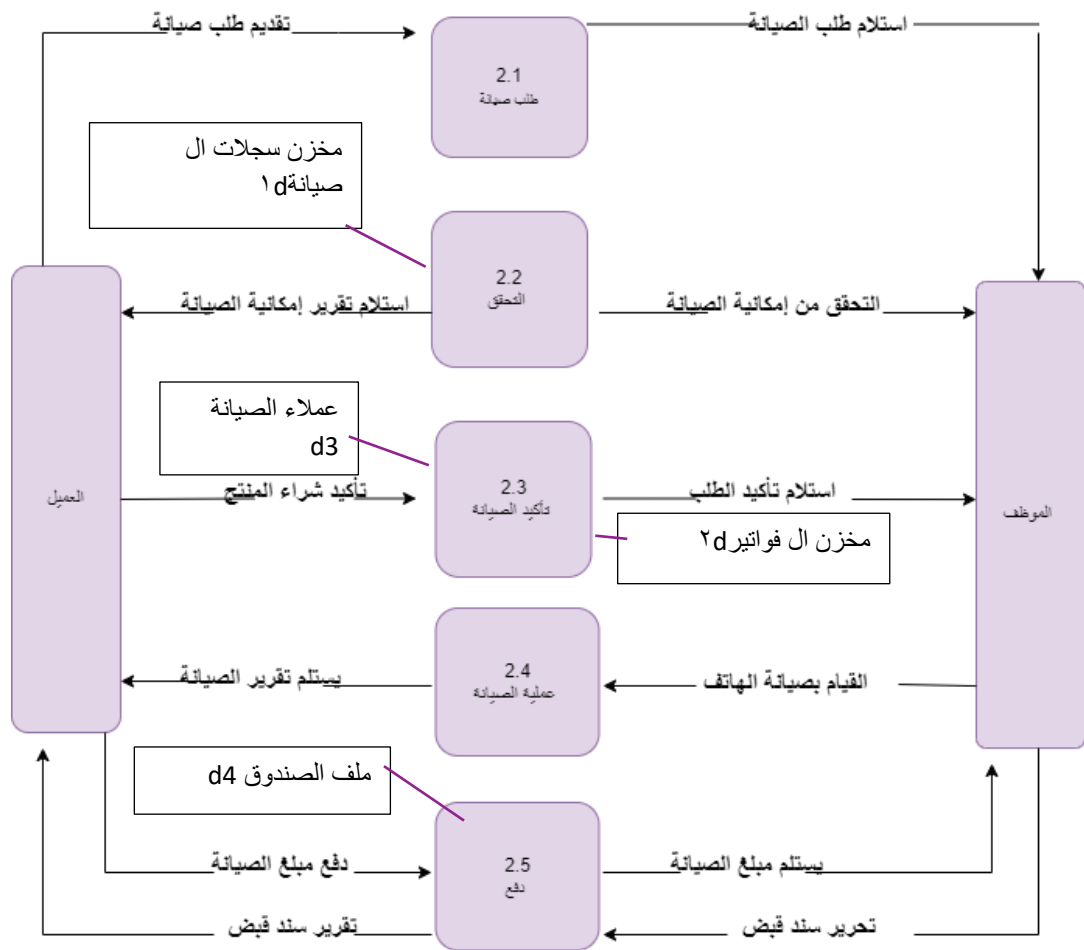 تقديم طلب صيانة
استلام طلب الصيانة
2.1
طلب صيانة
مخزن سجلات ال
صيانةd١
2.2
التحقق
استلام تقرير إمكانية الصيانة
التحقق من إمكانية الصيانة
عملاء الصيانة
d3
2.3
تأكيد الصيانة
تأكيد شراء المنتج
استلام تأكيد الطلب
العميل
الموظف
مخزن ال فواتيرd٢
2.4
عملية الصيانة
يستلم تقرير الصيانة
القيام بصيانة الهاتف
ملف الصندوق d4
2.5
دفع
دفع مبلغ الصيانة
يستلم مبلغ الصيانة
تقرير سند قبض
تحرير سند قبض